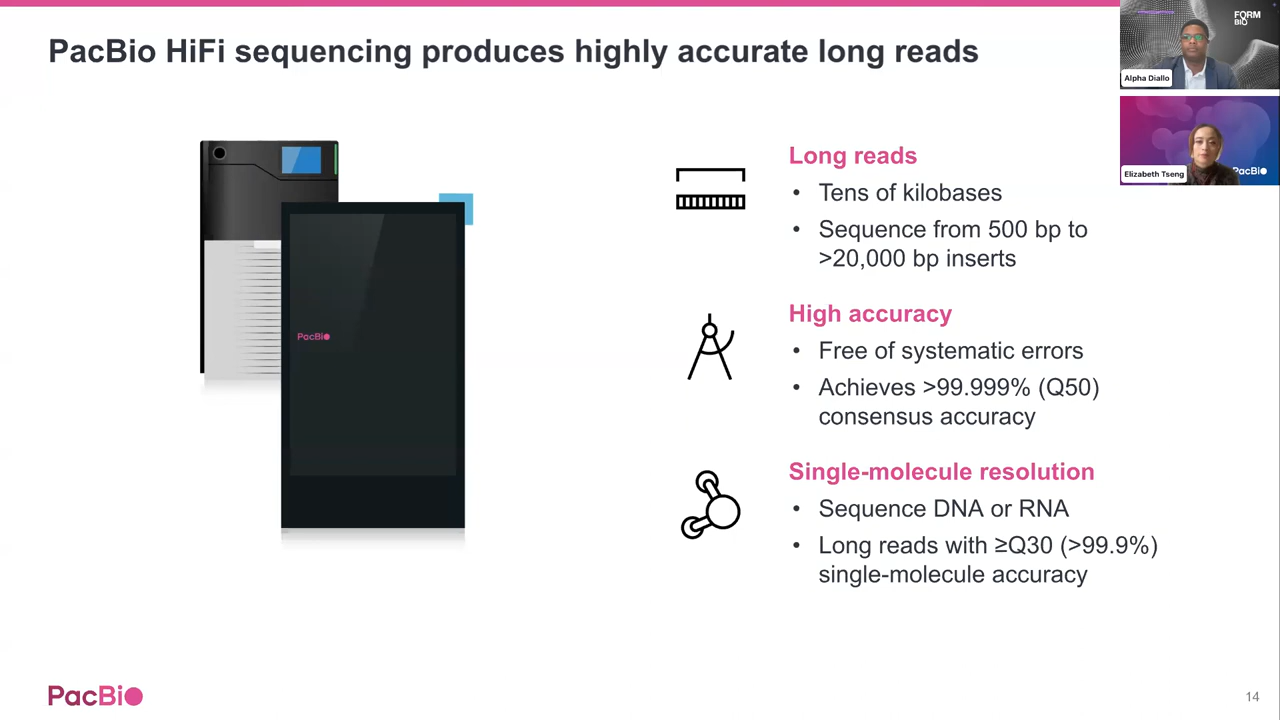 PacBio HiFi sequencing produces highly accurate long reads
FORM
BIO
Alpha Diallo
Elizabeth Tseng
PacBio
PacBio
Long reads
• Tens of kilobases
• Sequence from 500 bp to
>20,000 bp inserts
High accuracy
• Free of systematic errors
• Achieves >99.999% (Q50)
consensus accuracy
Single-molecule resolution
• Sequence DNA or RNA
• Long reads with ≥Q30 (>99.9%)
single-molecule accuracy
PacBio
14